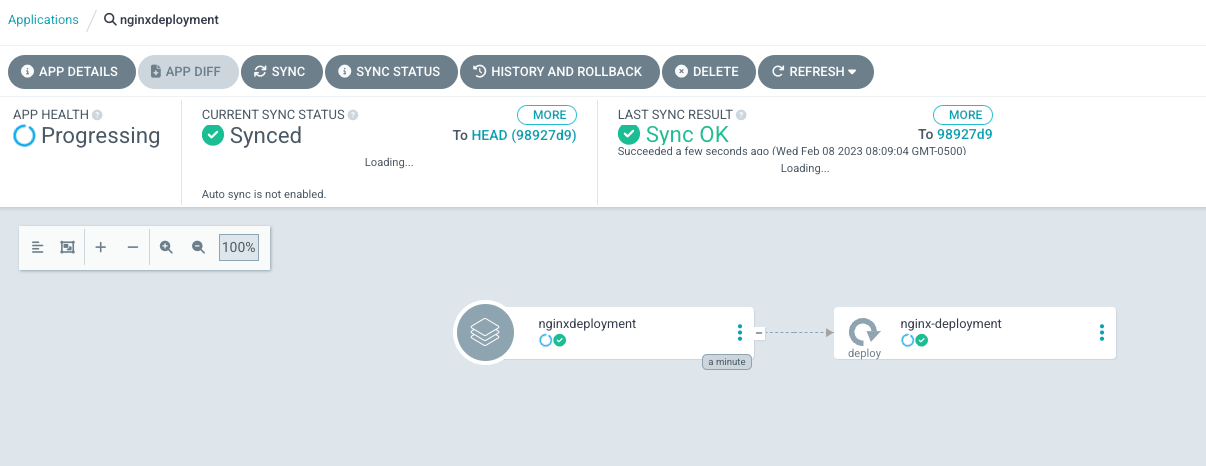 Applications / nginxdeployment
APP DETAILS APP DIFF SYNC SYNC STATUS HISTORY AND ROLLBACK DELETE REFRESH
APP HEALTH
Progressing
CURRENT SYNC STATUS MORE
Synced To HEAD (98927d9)
Loading...
Auto sync is not enabled.
LAST SYNC RESULT MORE
Sync OK To 98927d9
Succeeded a few seconds ago (Wed Feb 08 2023 08:09:04 GMT-0500)
Loading...
100%
nginxdeployment
a minute
nginx-deployment
deploy